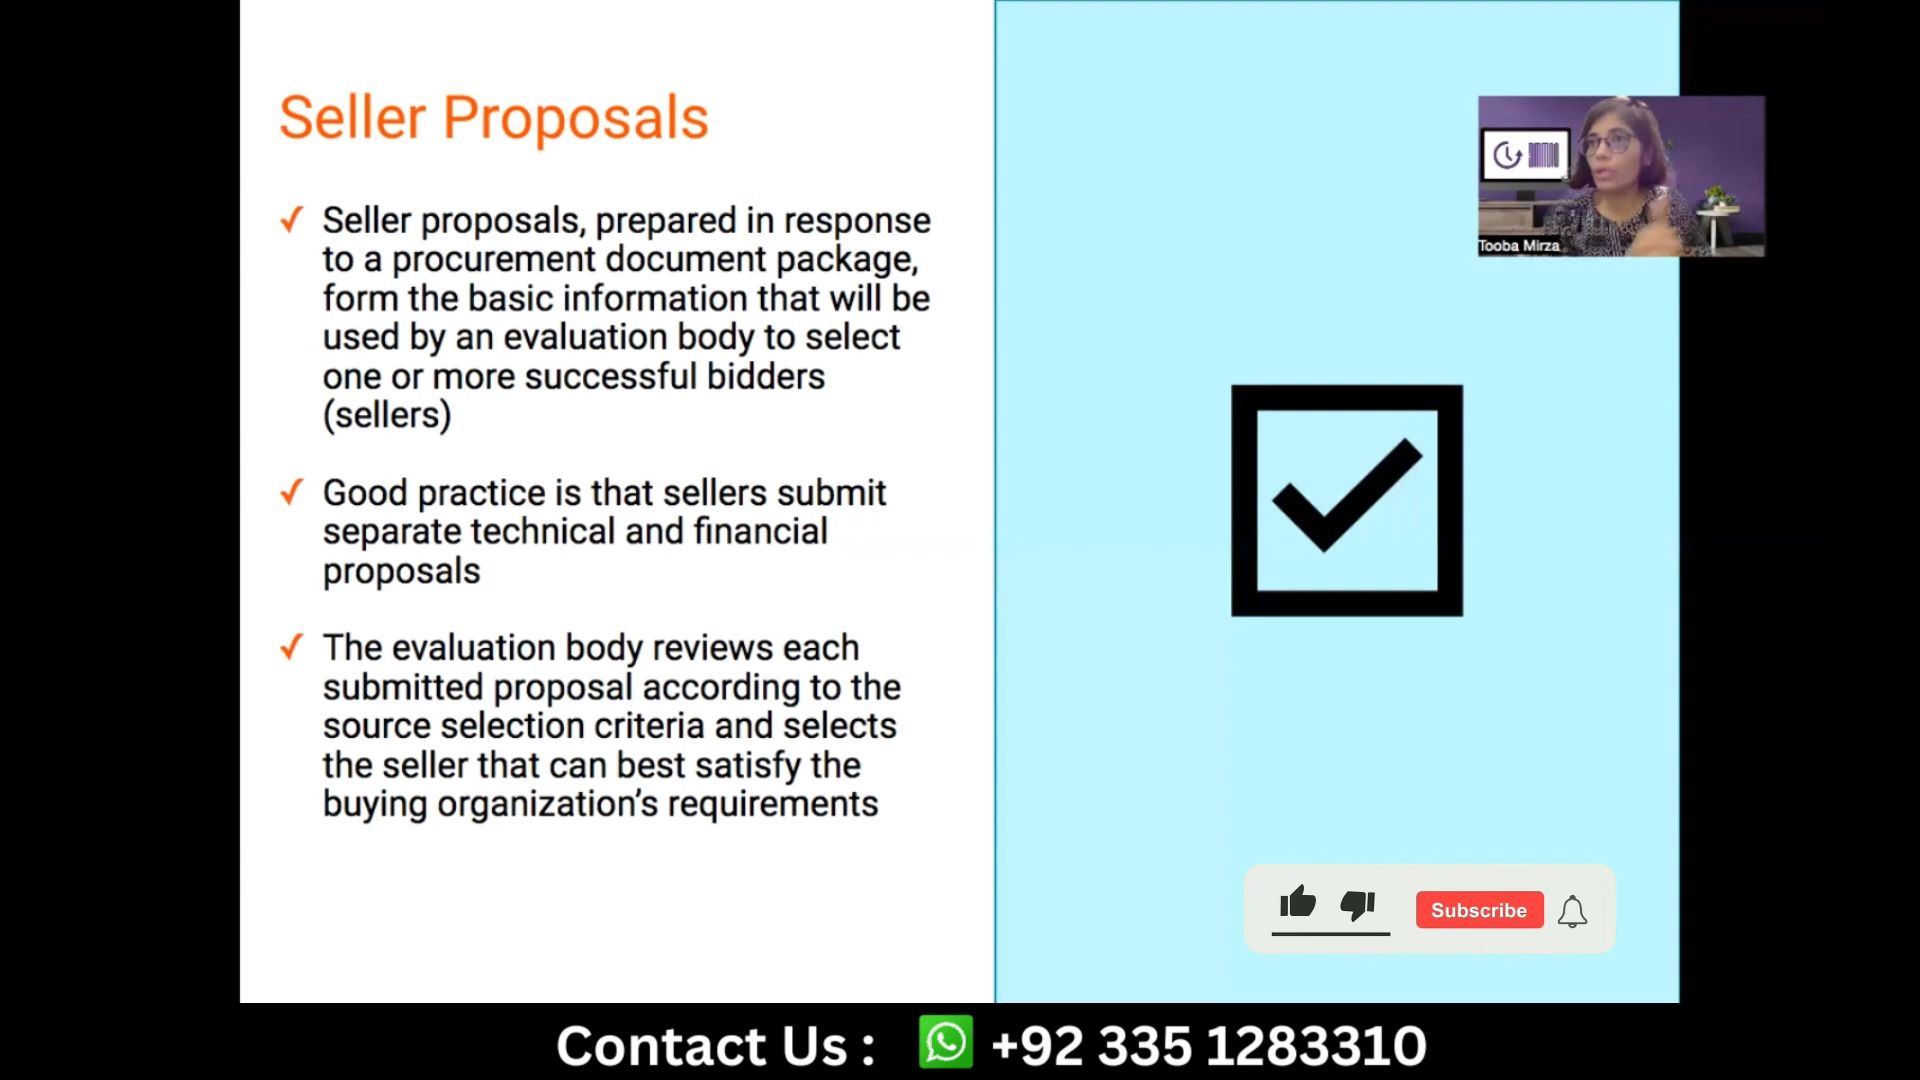 Seller Proposals
✓ Seller proposals, prepared in response
to a procurement document package,
form the basic information that will be
used by an evaluation body to select
one or more successful bidders
(sellers)
✓ Good practice is that sellers submit
separate technical and financial
proposals
✓ The evaluation body reviews each
submitted proposal according to the
source selection criteria and selects
the seller that can best satisfy the
buying organization’s requirements
Tooba Mirza
Subscribe
Contact Us : +92 335 1283310